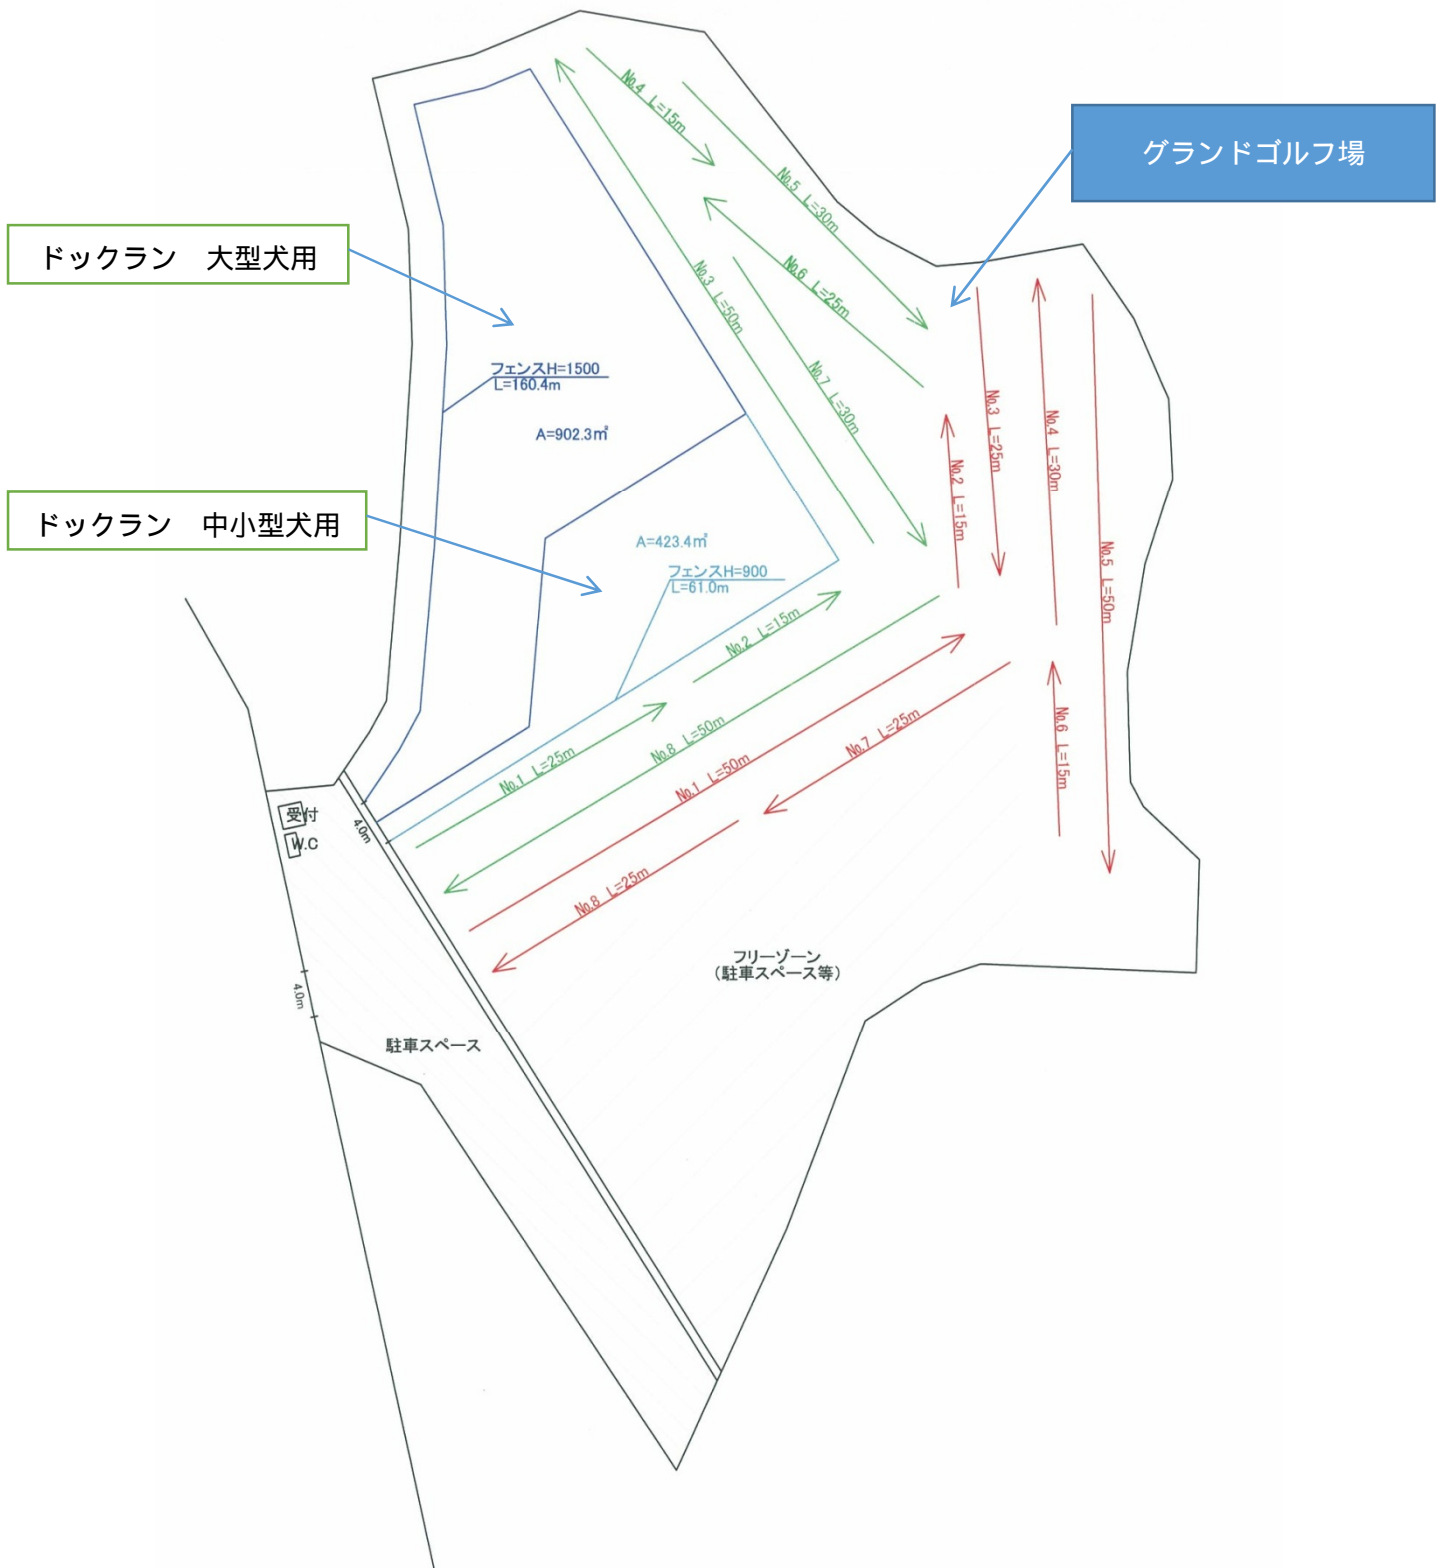 グランドゴルフ場
ドックラン　大型犬用
ドックラン　中小型犬用
No.4 L=15m
No.5 L=30m
No.6 L=25m
No.3 L=50m
No.7 L=30m
フェンスH=1500
L=160.4m
A=902.3㎡
A=423.4㎡
フェンスH=900
L=61.0m
No.2 L=15m
No.1 L=25m
No.8 L=50m
No.3 L=25m
No.4 L=30m
No.2 L=15m
No.5 L=50m
No.6 L=15m
No.7 L=25m
No.1 L=50m
No.8 L=25m
受付
W.C
4.0m
4.0m
フリーゾーン
（駐車スペース等）
駐車スペース